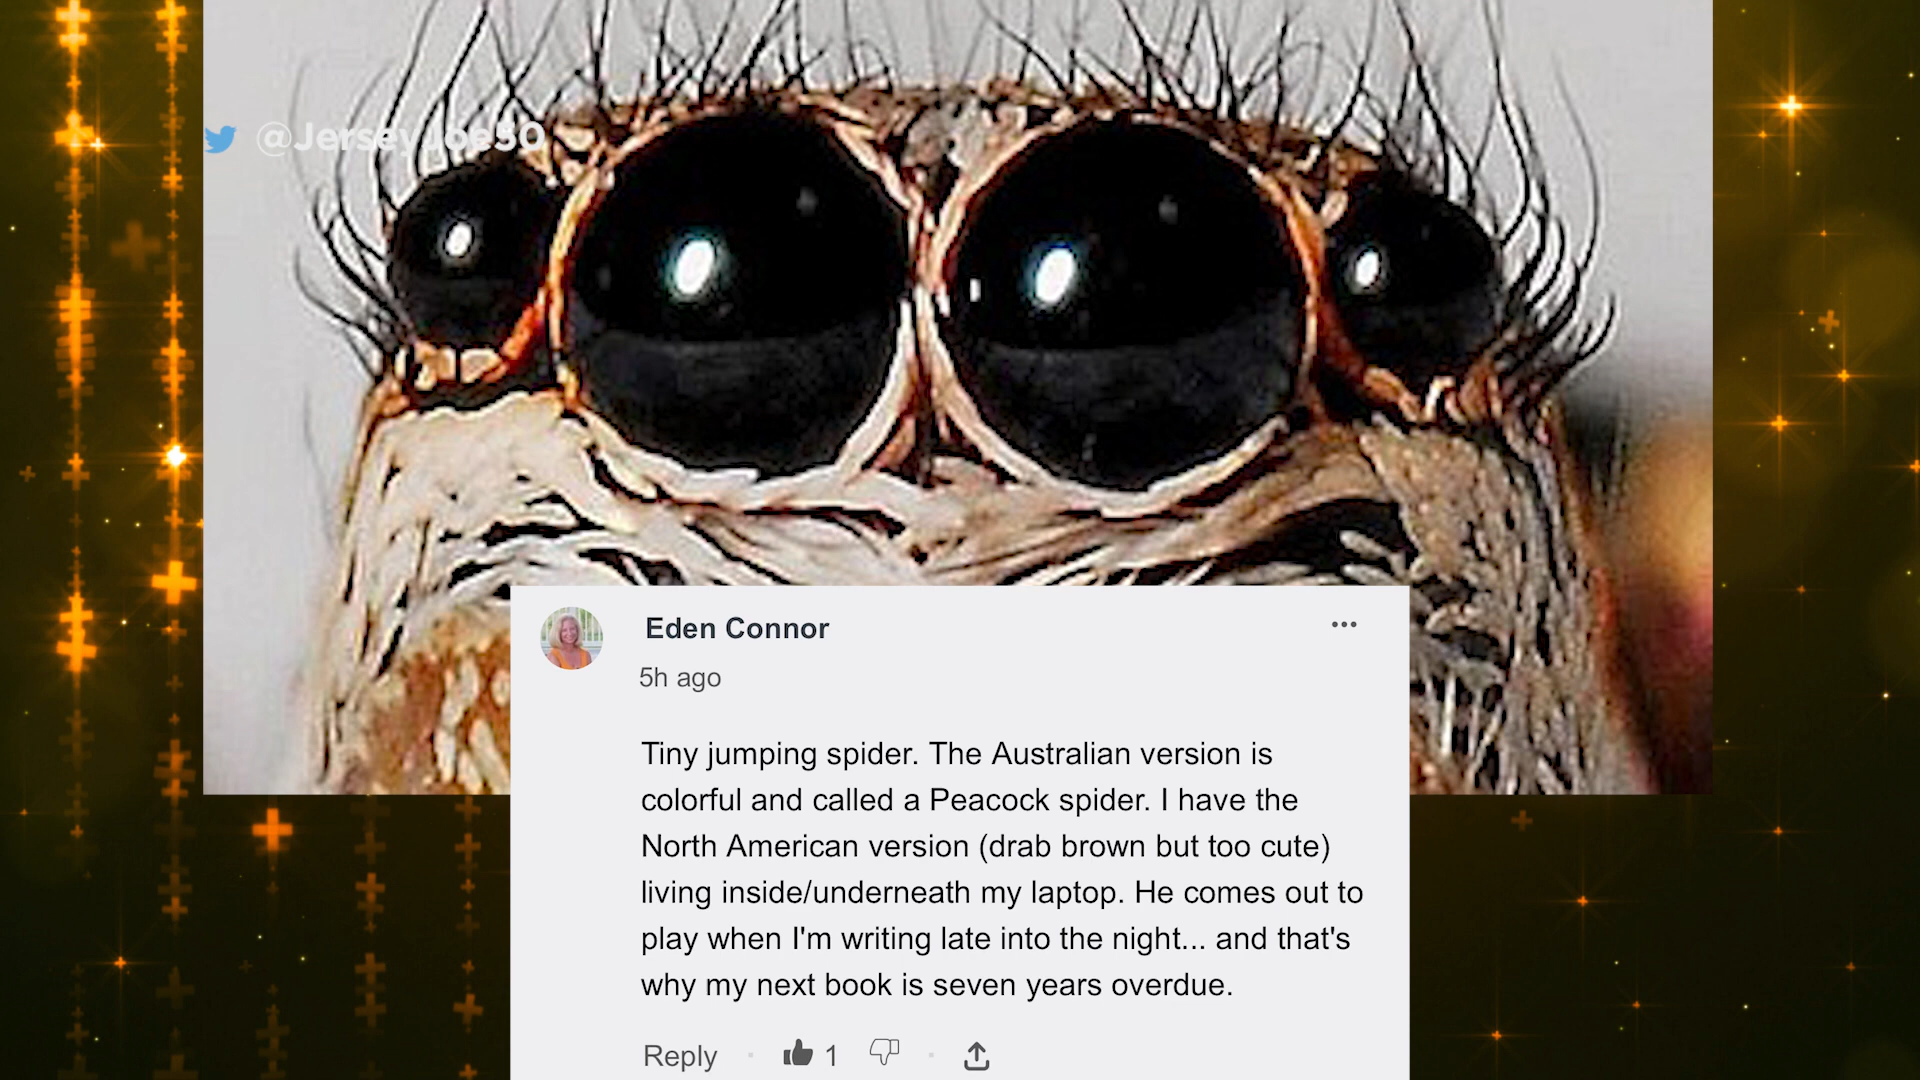 @JerseyJoe50
Eden Connor
5h ago
Tiny jumping spider. The Australian version is
colorful and called a Peacock spider. I have the
North American version (drab brown but too cute)
living inside/underneath my laptop. He comes out to
play when I'm writing late into the night... and that's
why my next book is seven years overdue.
Reply 1